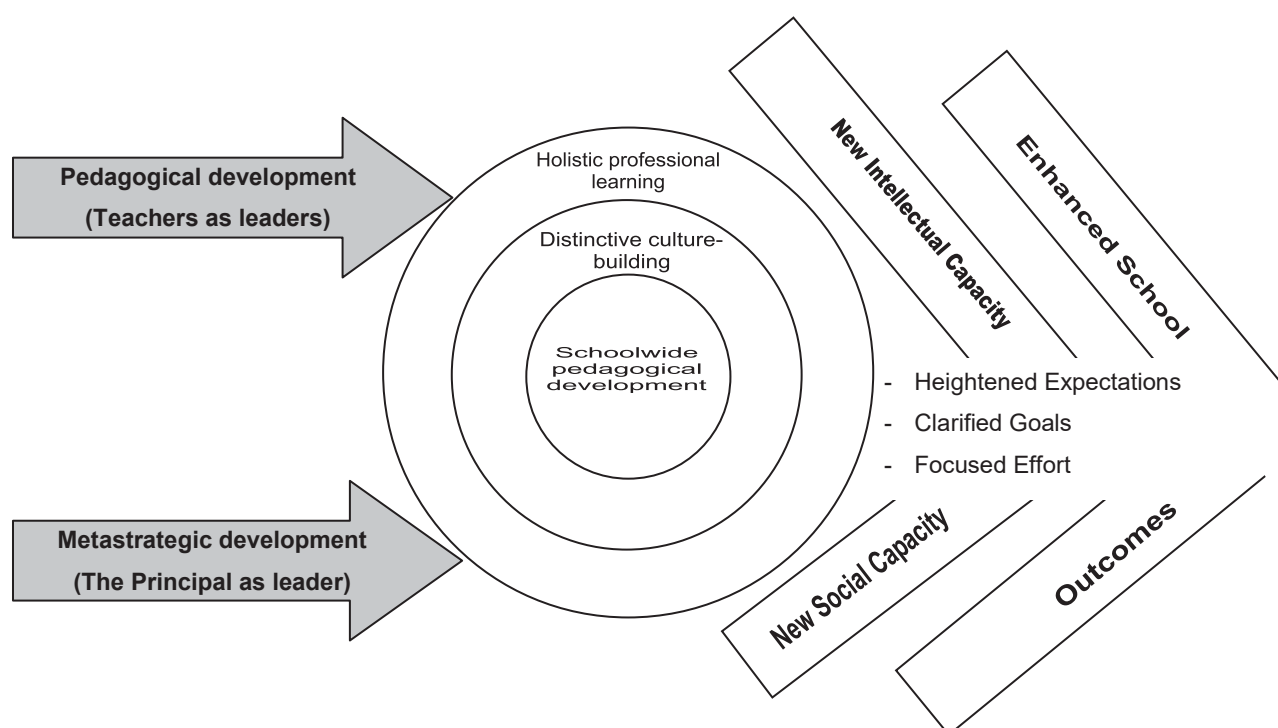 Pedagogical development
(Teachers as leaders)
Metastrategic development
(The Principal as leader)
Holistic professional
learning
Distinctive culture-
building
Schoolwide
pedagogical
development
New Intellectual Capacity
Enhanced School
- Heightened Expectations
- Clarified Goals
- Focused Effort
New Social Capacity
Outcomes